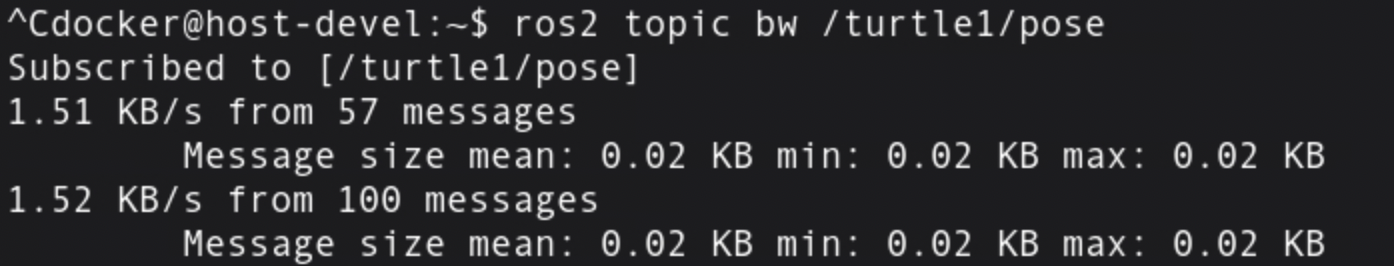 ^Cdocker@host-devel:~$ ros2 topic bw /turtle1/pose
Subscribed to [/turtle1/pose]
1.51 KB/s from 57 messages
Message size mean: 0.02 KB min: 0.02 KB max: 0.02 KB
1.52 KB/s from 100 messages
Message size mean: 0.02 KB min: 0.02 KB max: 0.02 KB